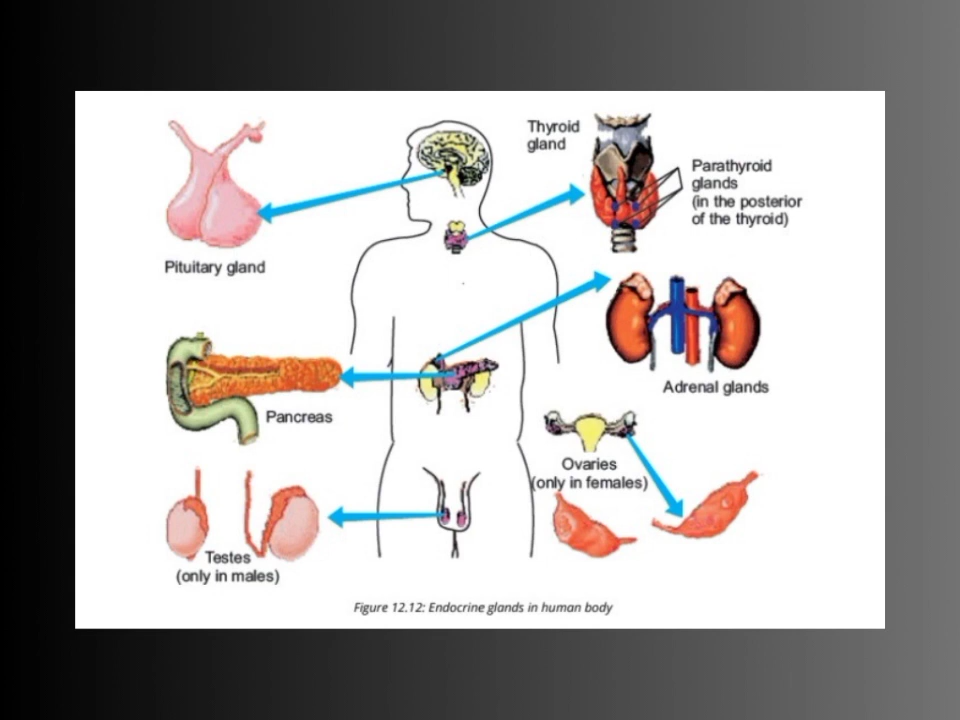 Thyroid
gland
Parathyroid
glands
(in the posterior
of the thyroid)
Pituitary gland
Adrenal glands
Pancreas
Ovaries
(only in females)
Testes
(only in males)
Figure 12.12: Endocrine glands in human body